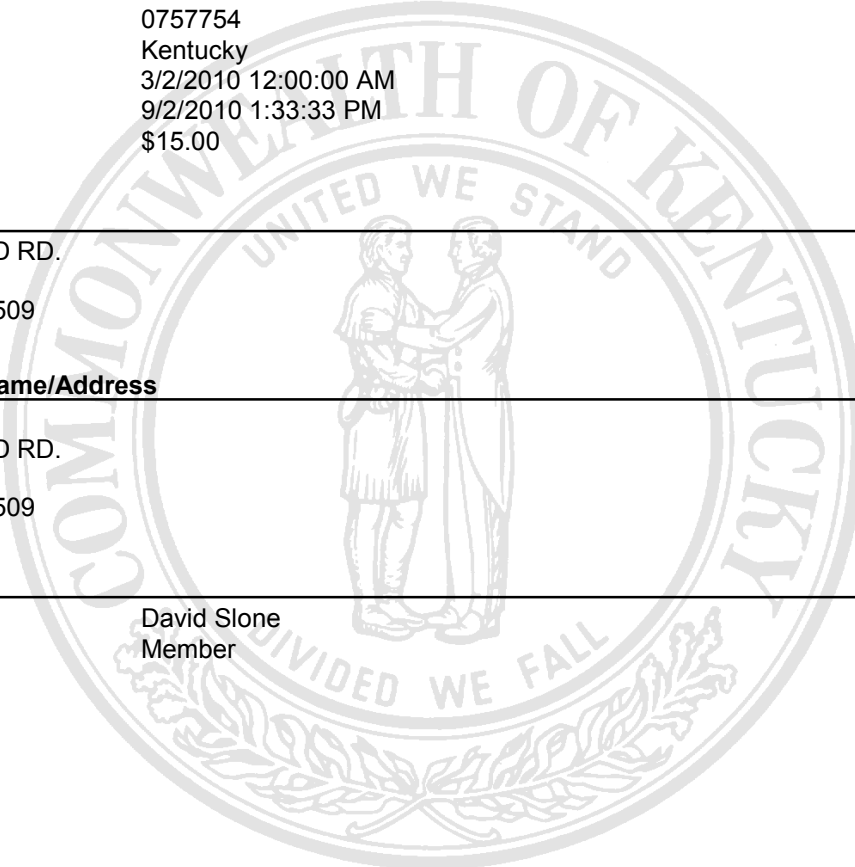 0757754
Kentucky
3/2/2010 12:00:00 AM
9/2/2010 1:33:33 PM
$15.00
COMMONWEALTH OF KENTUCKY
UNITED WE STAND
D RD.
509
ame/Address
D RD.
509
David Slone
Member
DIVIDED WE FALL